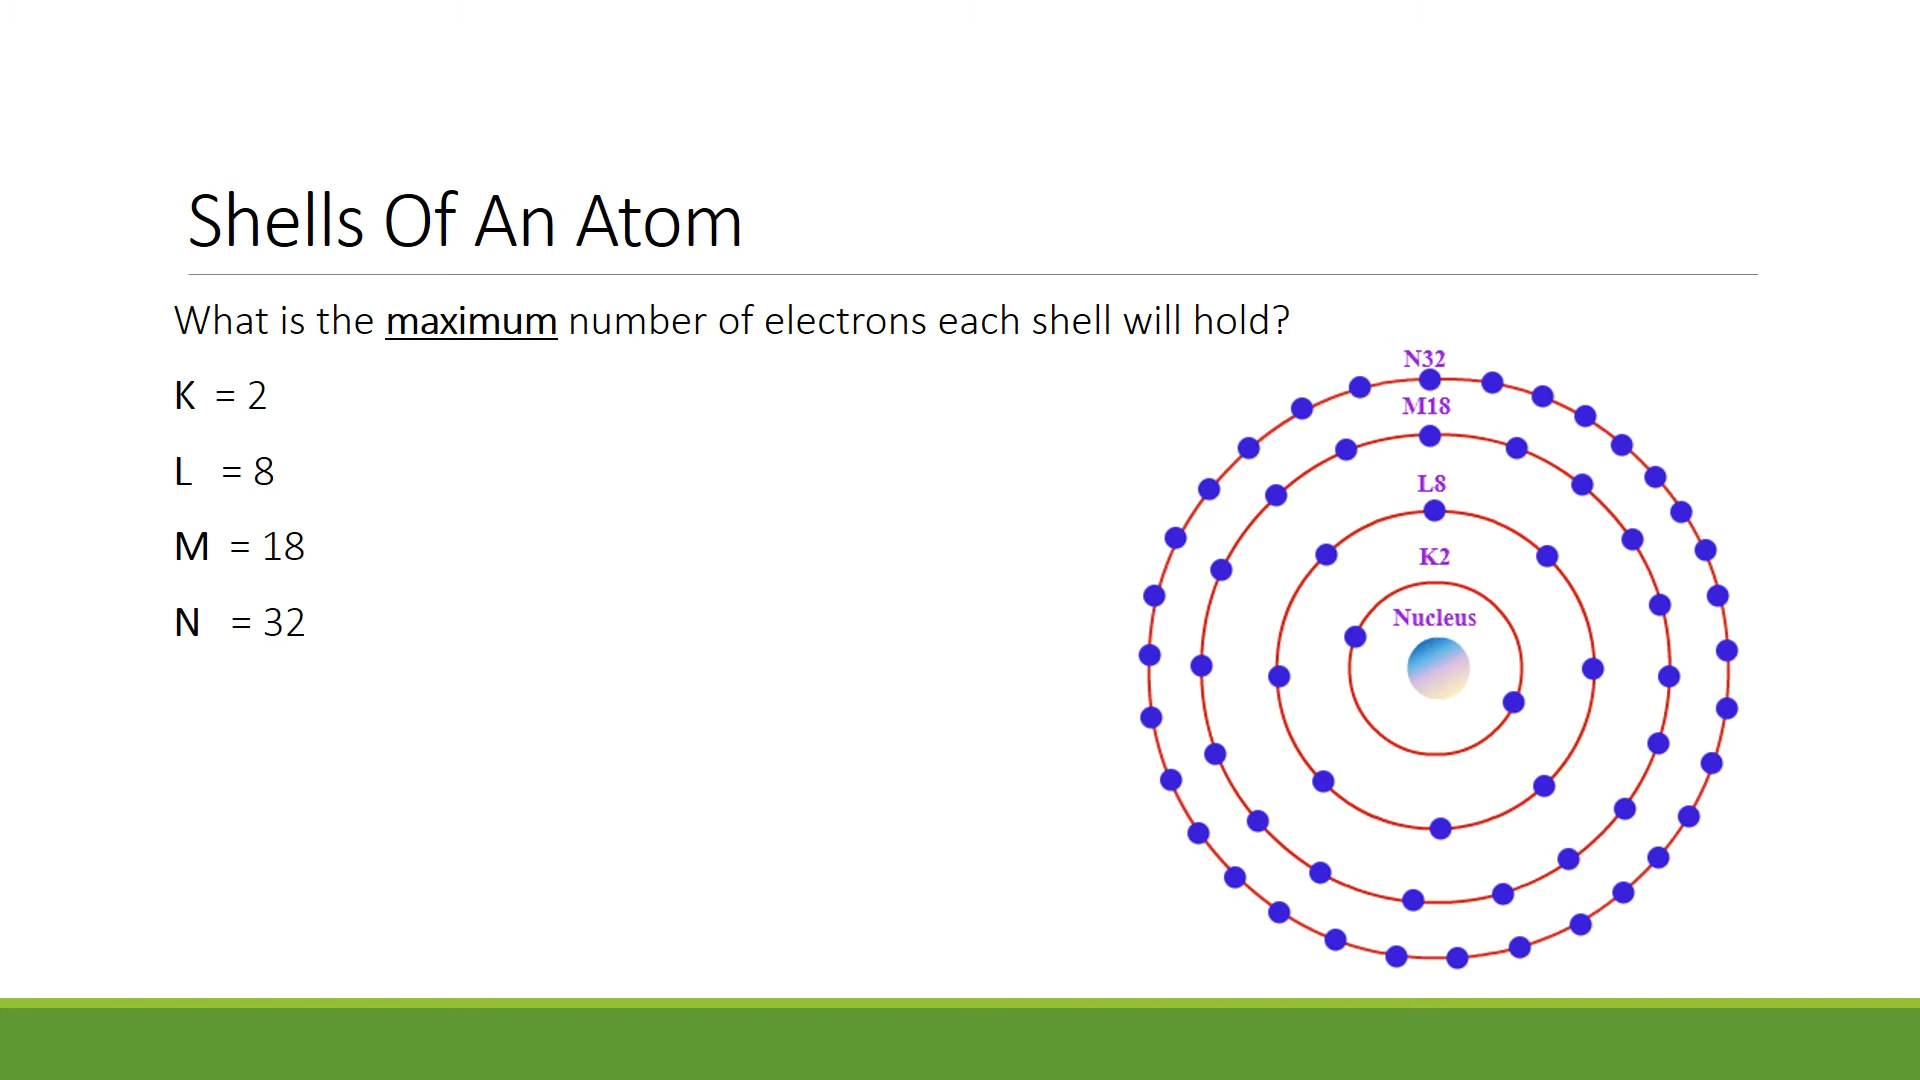 Shells Of An Atom
What is the maximum number of electrons each shell will hold?
K = 2
L = 8
M = 18
N = 32
N32
M18
L8
K2
Nucleus